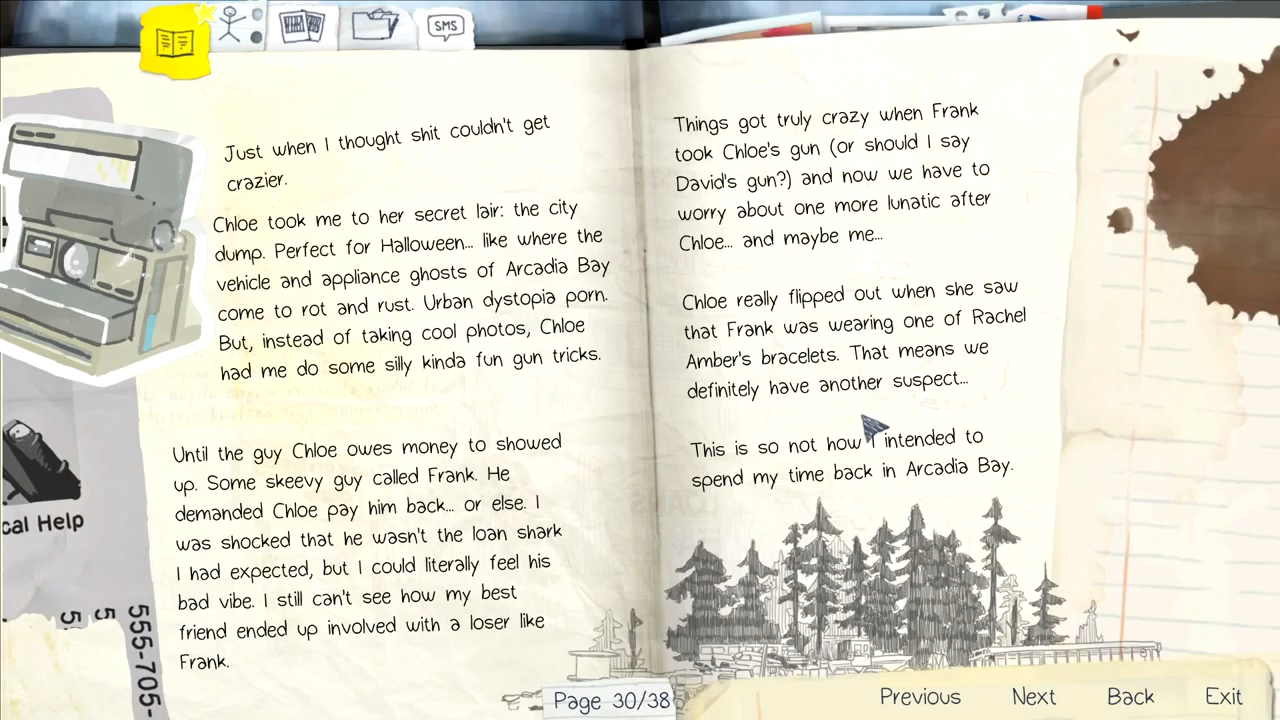 SMS
Just when I thought shit couldn't get
crazier.
Chloe took me to her secret lair: the city
dump. Perfect for Halloween... like where the
vehicle and appliance ghosts of Arcadia Bay
come to rot and rust. Urban dystopia porn.
But, instead of taking cool photos, Chloe
had me do some silly kinda fun gun tricks.
Until the guy Chloe owes money to showed
up. Some skeevy guy called Frank. He
demanded Chloe pay him back... or else. I
was shocked that he wasn't the loan shark
I had expected, but I could literally feel his
bad vibe. I still can't see how my best
friend ended up involved with a loser like
Frank.
cal Help
555-705-
5
5
Things got truly crazy when Frank
took Chloe's gun (or should I say
David's gun?) and now we have to
worry about one more lunatic after
Chloe... and maybe me...
Chloe really flipped out when she saw
that Frank was wearing one of Rachel
Amber's bracelets. That means we
definitely have another suspect...
This is so not how I intended to
spend my time back in Arcadia Bay.
Page 30/38
Previous Next Back Exit